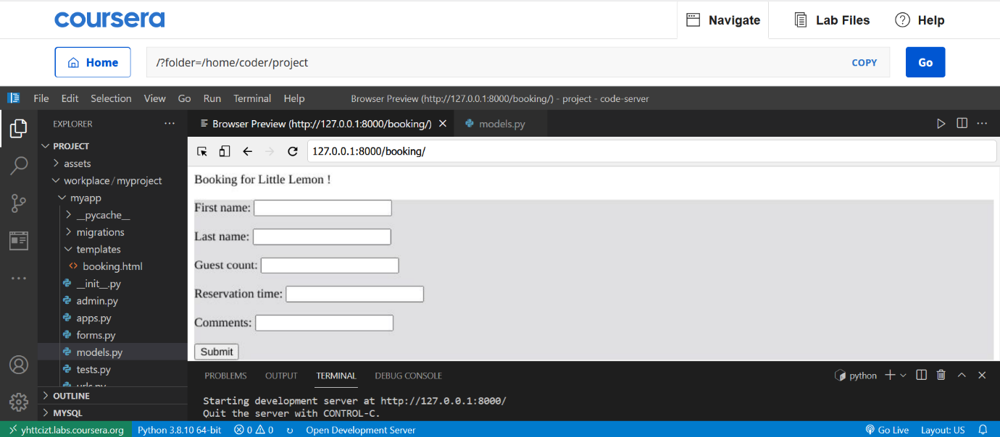 coursera
Navigate
Lab Files
Help
Home
/?folder=/home/coder/project
COPY
Go
File Edit Selection View Go Run Terminal Help
Browser Preview (http://127.0.0.1:8000/booking/) - project - code-server
EXPLORER
Browser Preview (http://127.0.0.1:8000/booking/)
models.py
PROJECT
assets
workplace / myproject
myapp
__pycache__
migrations
templates
booking.html
__init__.py
admin.py
apps.py
forms.py
models.py
tests.py
urls.py
OUTLINE
MYSQL
127.0.0.1:8000/booking/
Booking for Little Lemon !
First name:
Last name:
Guest count:
Reservation time:
Comments:
Submit
PROBLEMS OUTPUT TERMINAL DEBUG CONSOLE
python
Starting development server at http://127.0.0.1:8000/
Quit the server with CONTROL-C.
yhttcizt.labs.coursera.org
Python 3.8.10 64-bit
0 0
Open Development Server
Go Live
Layout: US